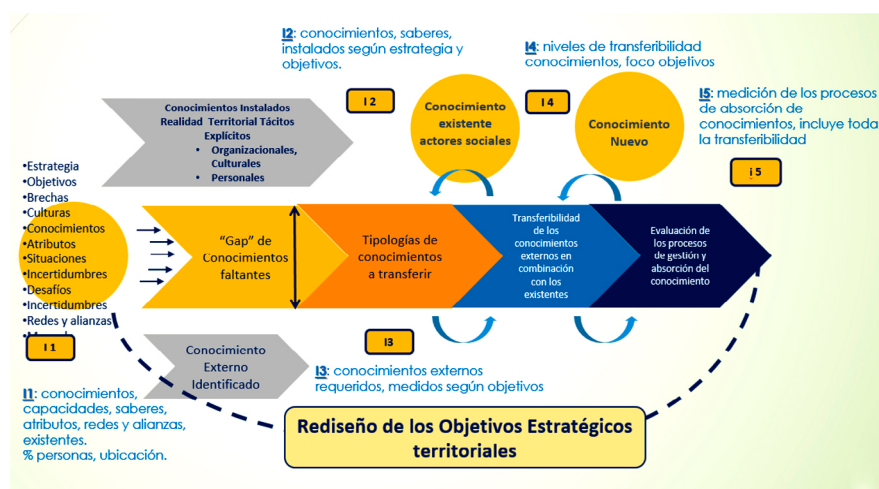 I2: conocimientos, saberes,
instalados según estrategia y
objetivos.
I4: niveles de transferibilidad
conocimientos, foco objetivos
I5: medición de los procesos
de absorción de
conocimientos, incluye toda
la transferibilidad
Conocimientos Instalados
Realidad Territorial Tácitos
Explícitos
• Organizacionales,
Culturales
• Personales
I 2
Conocimiento
existente
actores sociales
I 4
Conocimiento
Nuevo
i 5
•Estrategia
•Objetivos
•Brechas
•Culturas
•Conocimientos
•Atributos
•Situaciones
•Incertidumbres
•Desafíos
•Incertidumbres
•Redes y alianzas
I 1
“Gap” de
Conocimientos
faltantes
Tipologías de
conocimientos
a transferir
Transferibilidad
de los
conocimientos
externos en
combinación
con los
existentes
Evaluación de
los procesos
de gestión y
absorción del
conocimiento
Conocimiento
Externo
Identificado
I3
I3: conocimientos externos
requeridos, medidos según objetivos
I1: conocimientos,
capacidades, saberes,
atributos, redes y alianzas,
existentes.
% personas, ubicación.
Rediseño de los Objetivos Estratégicos
territoriales